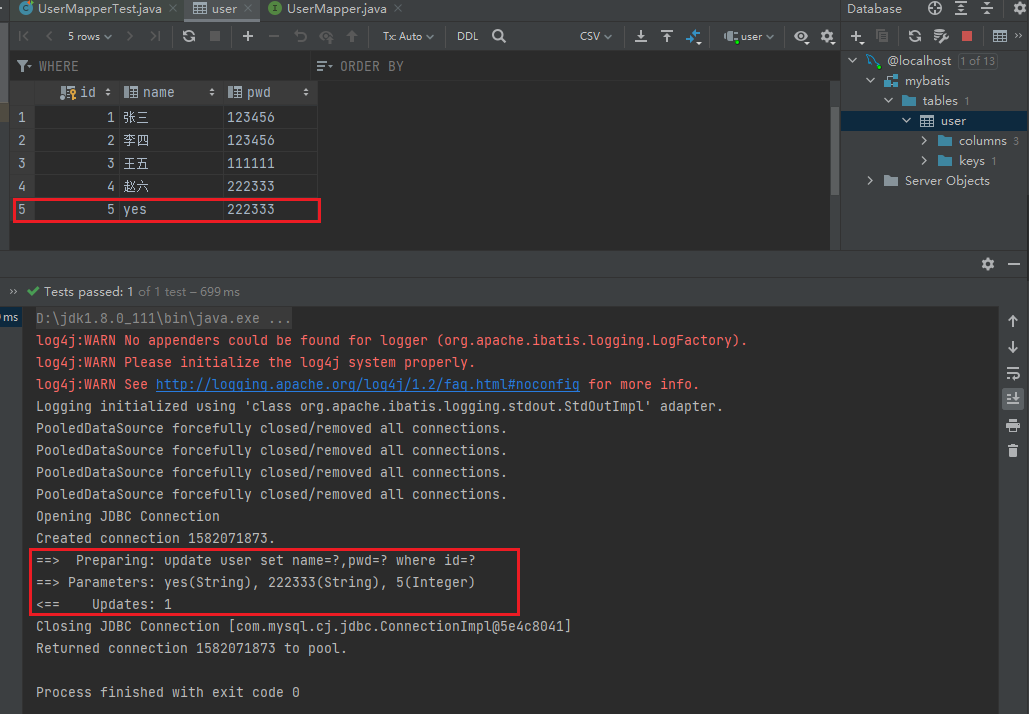 UserMapperTest.java user UserMapper.java Database
5 rows Tx: Auto DDL CSV user
WHERE ORDER BY
id name pwd
1 1 张三 123456
2 2 李四 123456
3 3 王五 111111
4 4 赵六 222333
5 5 yes 222333
@localhost 1 of 13
mybatis
tables 1
user
columns 3
keys 1
Server Objects
Tests passed: 1 of 1 test – 699 ms
ms
D:\jdk1.8.0_111\bin\java.exe ...
log4j:WARN No appenders could be found for logger (org.apache.ibatis.logging.LogFactory).
log4j:WARN Please initialize the log4j system properly.
log4j:WARN See http://logging.apache.org/log4j/1.2/faq.html#noconfig for more info.
Logging initialized using 'class org.apache.ibatis.logging.stdout.StdOutImpl' adapter.
PooledDataSource forcefully closed/removed all connections.
PooledDataSource forcefully closed/removed all connections.
PooledDataSource forcefully closed/removed all connections.
PooledDataSource forcefully closed/removed all connections.
Opening JDBC Connection
Created connection 1582071873.
==>  Preparing: update user set name=?,pwd=? where id=?
==> Parameters: yes(String), 222333(String), 5(Integer)
<==    Updates: 1
Closing JDBC Connection [com.mysql.cj.jdbc.ConnectionImpl@5e4c8041]
Returned connection 1582071873 to pool.
Process finished with exit code 0